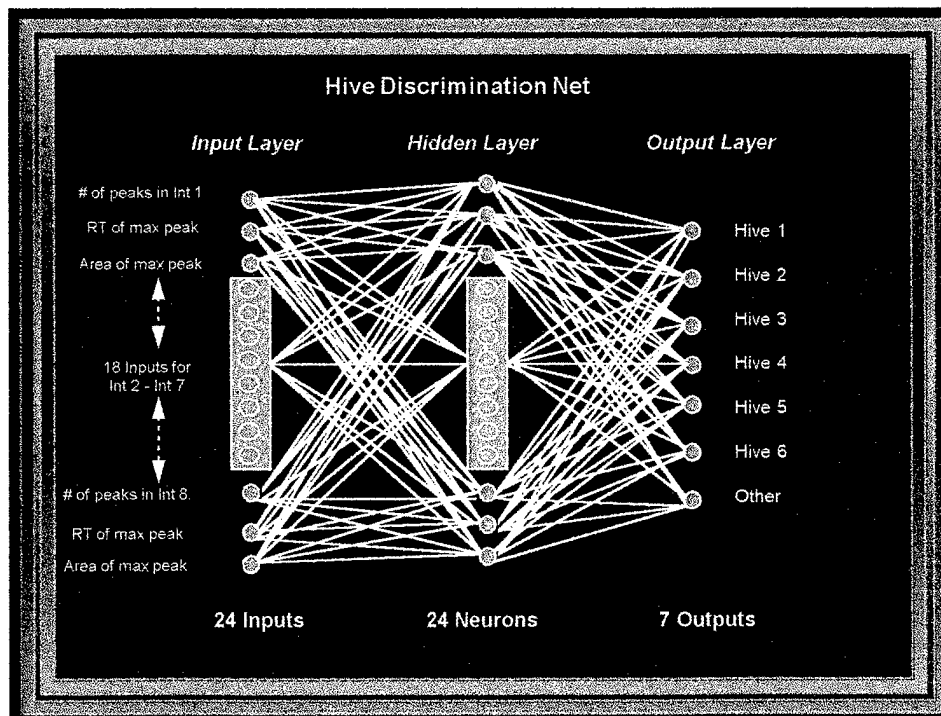 Hive Discrimination Net
Input Layer
Hidden Layer
Output Layer
# of peaks in Int 1
RT of max peak
Area of max peak
18 Inputs for
Int 2 - Int 7
# of peaks in Int 8
RT of max peak
Area of max peak
Hive 1
Hive 2
Hive 3
Hive 4
Hive 5
Hive 6
Other
24 Inputs
24 Neurons
7 Outputs